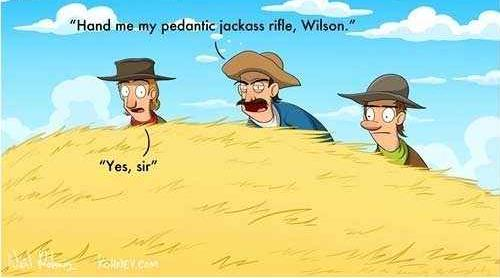 “Hand me my pedantic jackass rifle, Wilson.”
“Yes, sir”